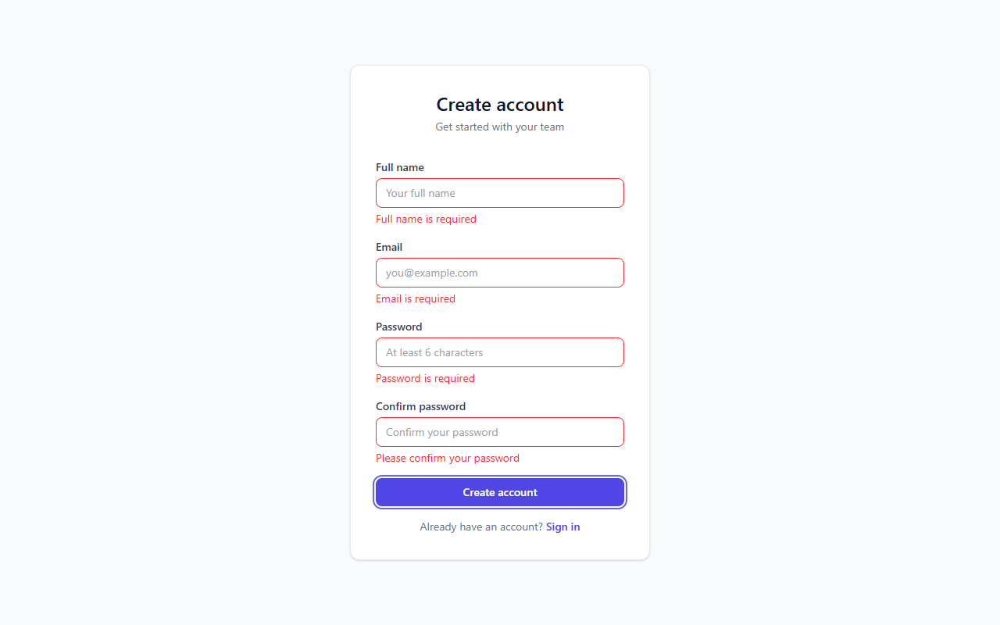 Create account
Get started with your team
Full name
Your full name
Full name is required
Email
you@example.com
Email is required
Password
At least 6 characters
Password is required
Confirm password
Confirm your password
Please confirm your password
Create account
Already have an account? Sign in